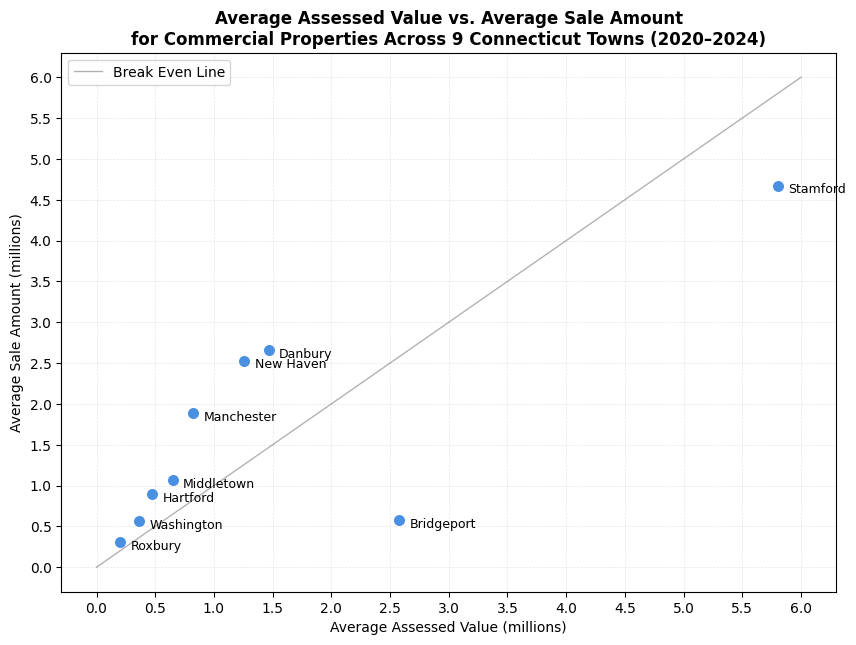 Average Assessed Value vs. Average Sale Amount
for Commercial Properties Across 9 Connecticut Towns (2020–2024)
Break Even Line
Average Sale Amount (millions)
6.0
5.5
5.0
4.5
4.0
3.5
3.0
2.5
2.0
1.5
1.0
0.5
0.0
Stamford
Danbury
New Haven
Manchester
Middletown
Hartford
Washington
Bridgeport
Roxbury
0.0 0.5 1.0 1.5 2.0 2.5 3.0 3.5 4.0 4.5 5.0 5.5 6.0
Average Assessed Value (millions)